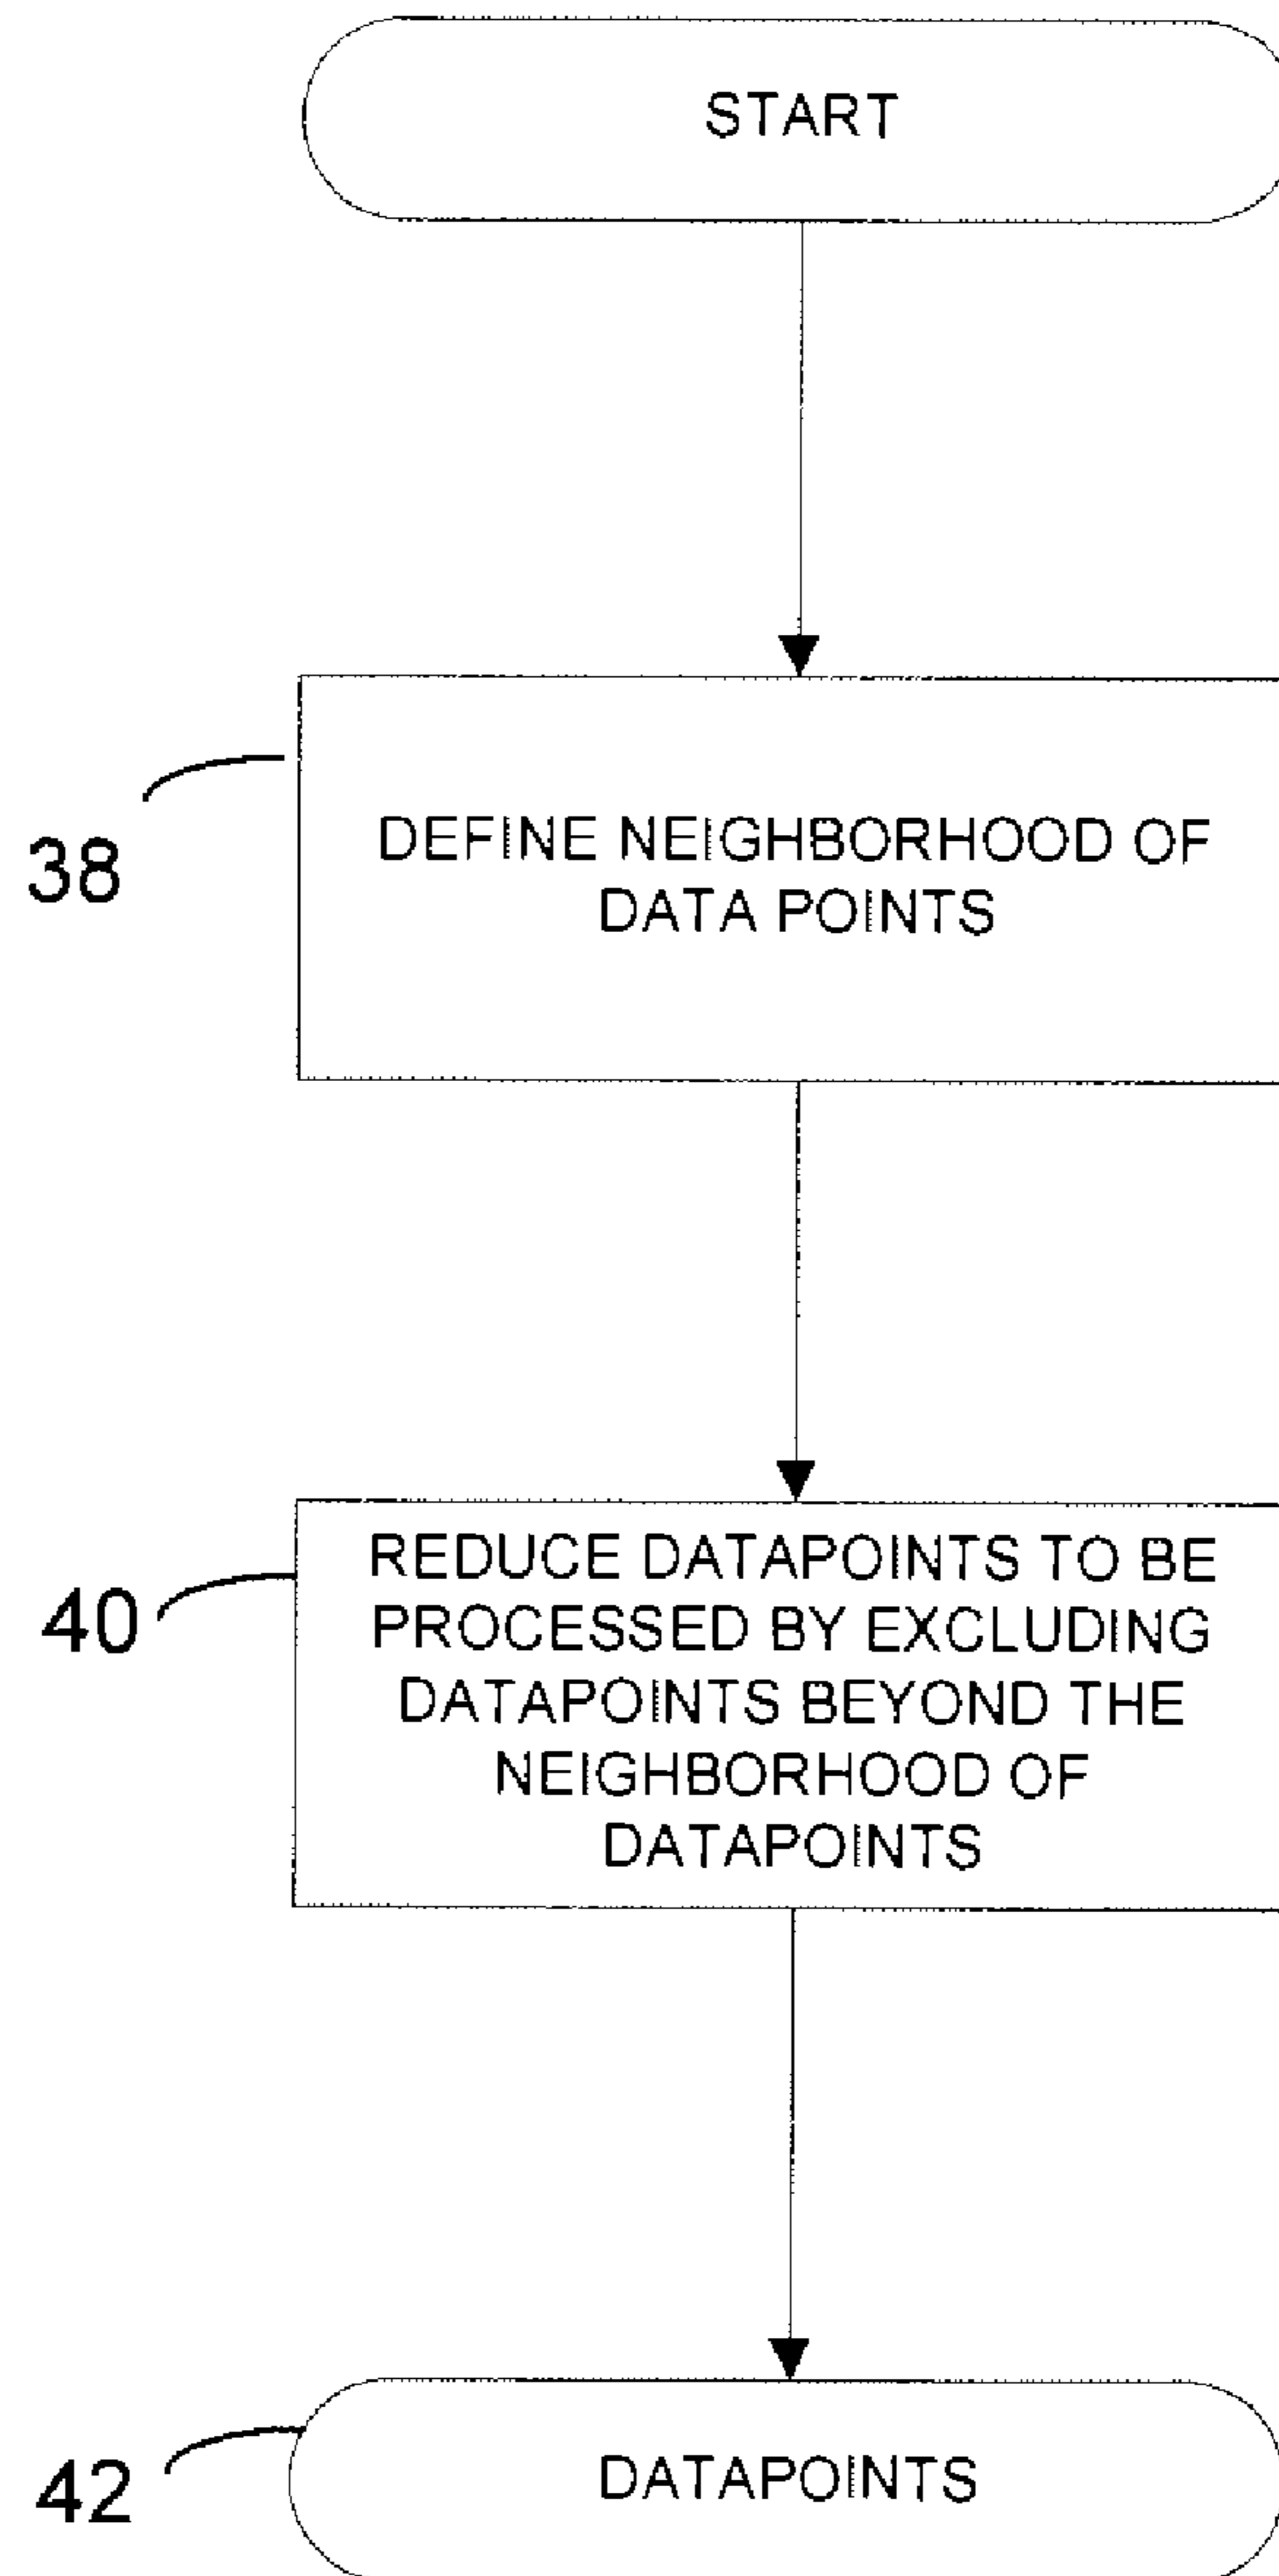 START
38
DEFINE NEIGHBORHOOD OF
DATA POINTS
40
REDUCE DATAPOINTS TO BE
PROCESSED BY EXCLUDING
DATAPOINTS BEYOND THE
NEIGHBORHOOD OF
DATAPOINTS
42
DATAPOINTS